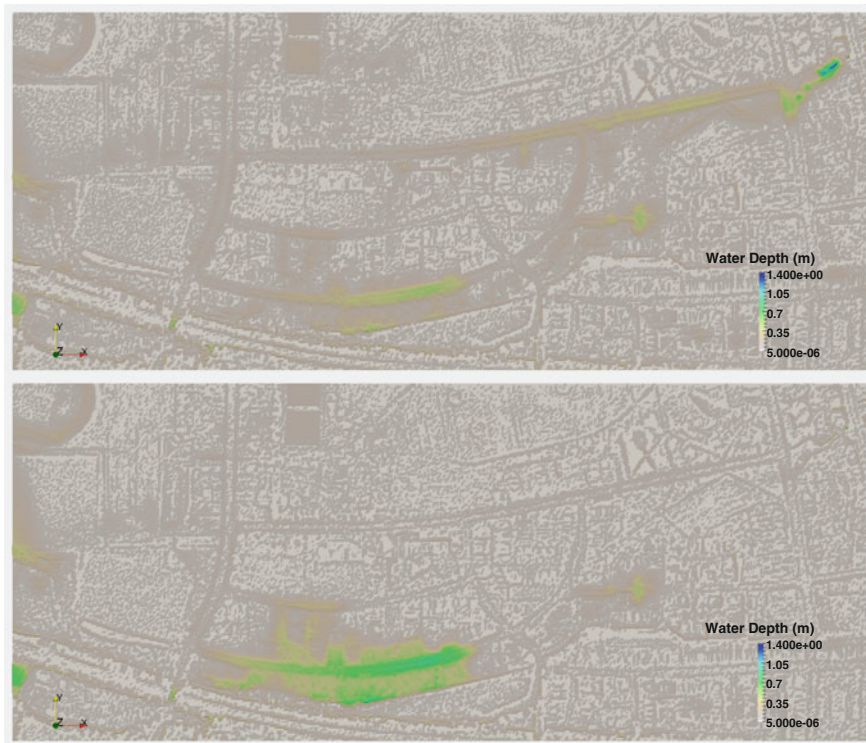 Water Depth (m)
1.400e+00
1.05
0.7
0.35
5.000e-06
Y
Z
X
Water Depth (m)
1.400e+00
1.05
0.7
0.35
5.000e-06
Y
Z
X